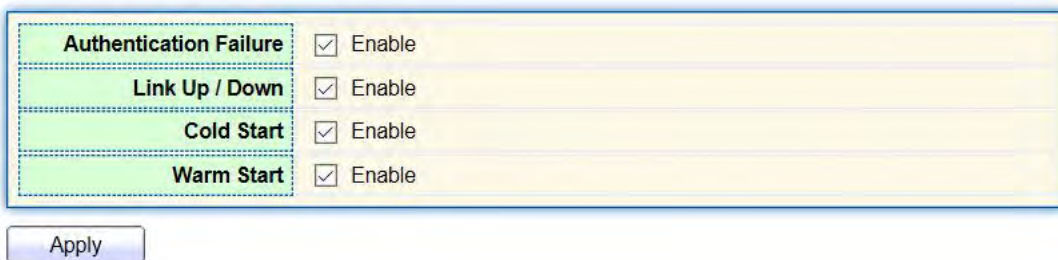 Authentication Failure Enable
Link Up / Down Enable
Cold Start Enable
Warm Start Enable
Apply